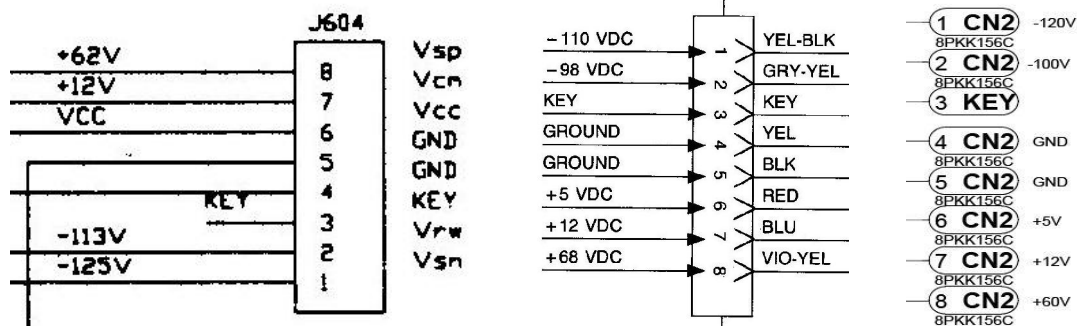 J604
+62V 8 Vsp
+12V 7 Vcn
VCC 6 Vcc
5 GND
4 GND
KEY 3 KEY
-113V 2 Vrw
-125V 1 Vsn
-110 VDC 1 YEL-BLK
-98 VDC 2 GRY-YEL
KEY 3 KEY
GROUND 4 YEL
GROUND 5 BLK
+5 VDC 6 RED
+12 VDC 7 BLU
+68 VDC 8 VIO-YEL
1 CN2 -120V
8PKK156C
2 CN2 -100V
8PKK156C
3 KEY
4 CN2 GND
8PKK156C
5 CN2 GND
8PKK156C
6 CN2 +5V
8PKK156C
7 CN2 +12V
8PKK156C
8 CN2 +60V
8PKK156C